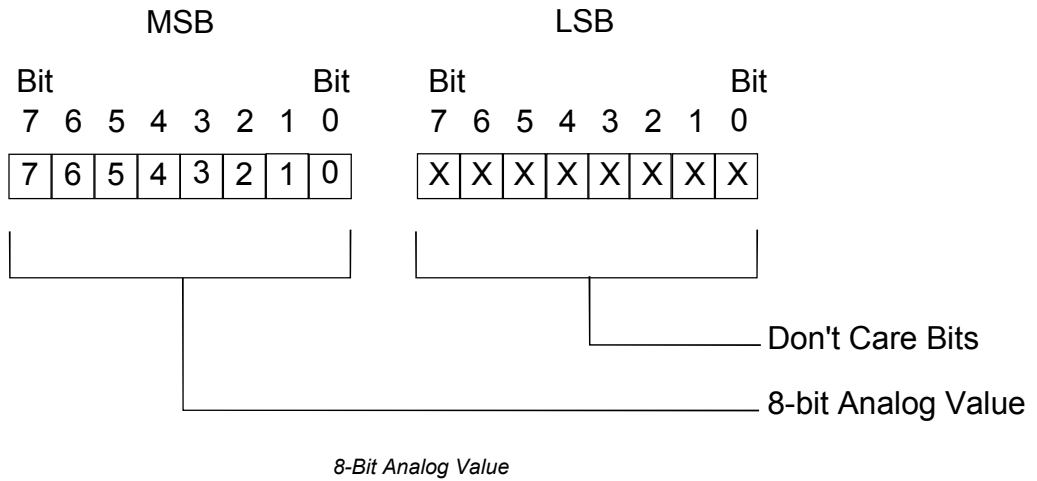 MSB LSB
Bit Bit Bit Bit
7 6 5 4 3 2 1 0 7 6 5 4 3 2 1 0
7 6 5 4 3 2 1 0 X X X X X X X X
Don't Care Bits
8-bit Analog Value
8-Bit Analog Value